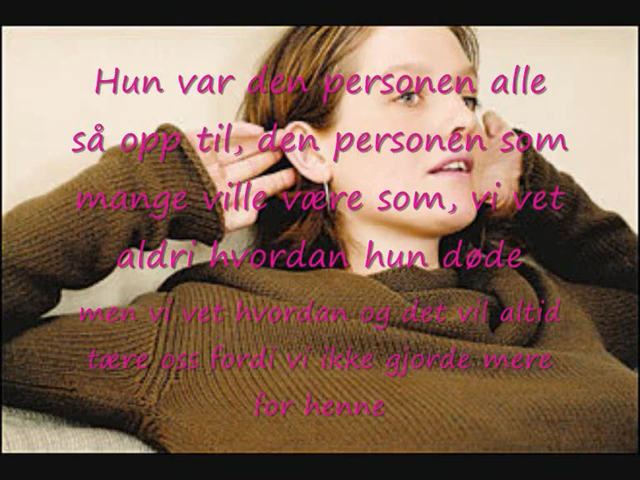 Hun var den personen alle
så opp til, den personen som
mange ville være som, vi vet
aldri hvordan hun døde
men vi vet hvordan og det vil altid
tære oss fordi vi ikke gjorde mere
for henne